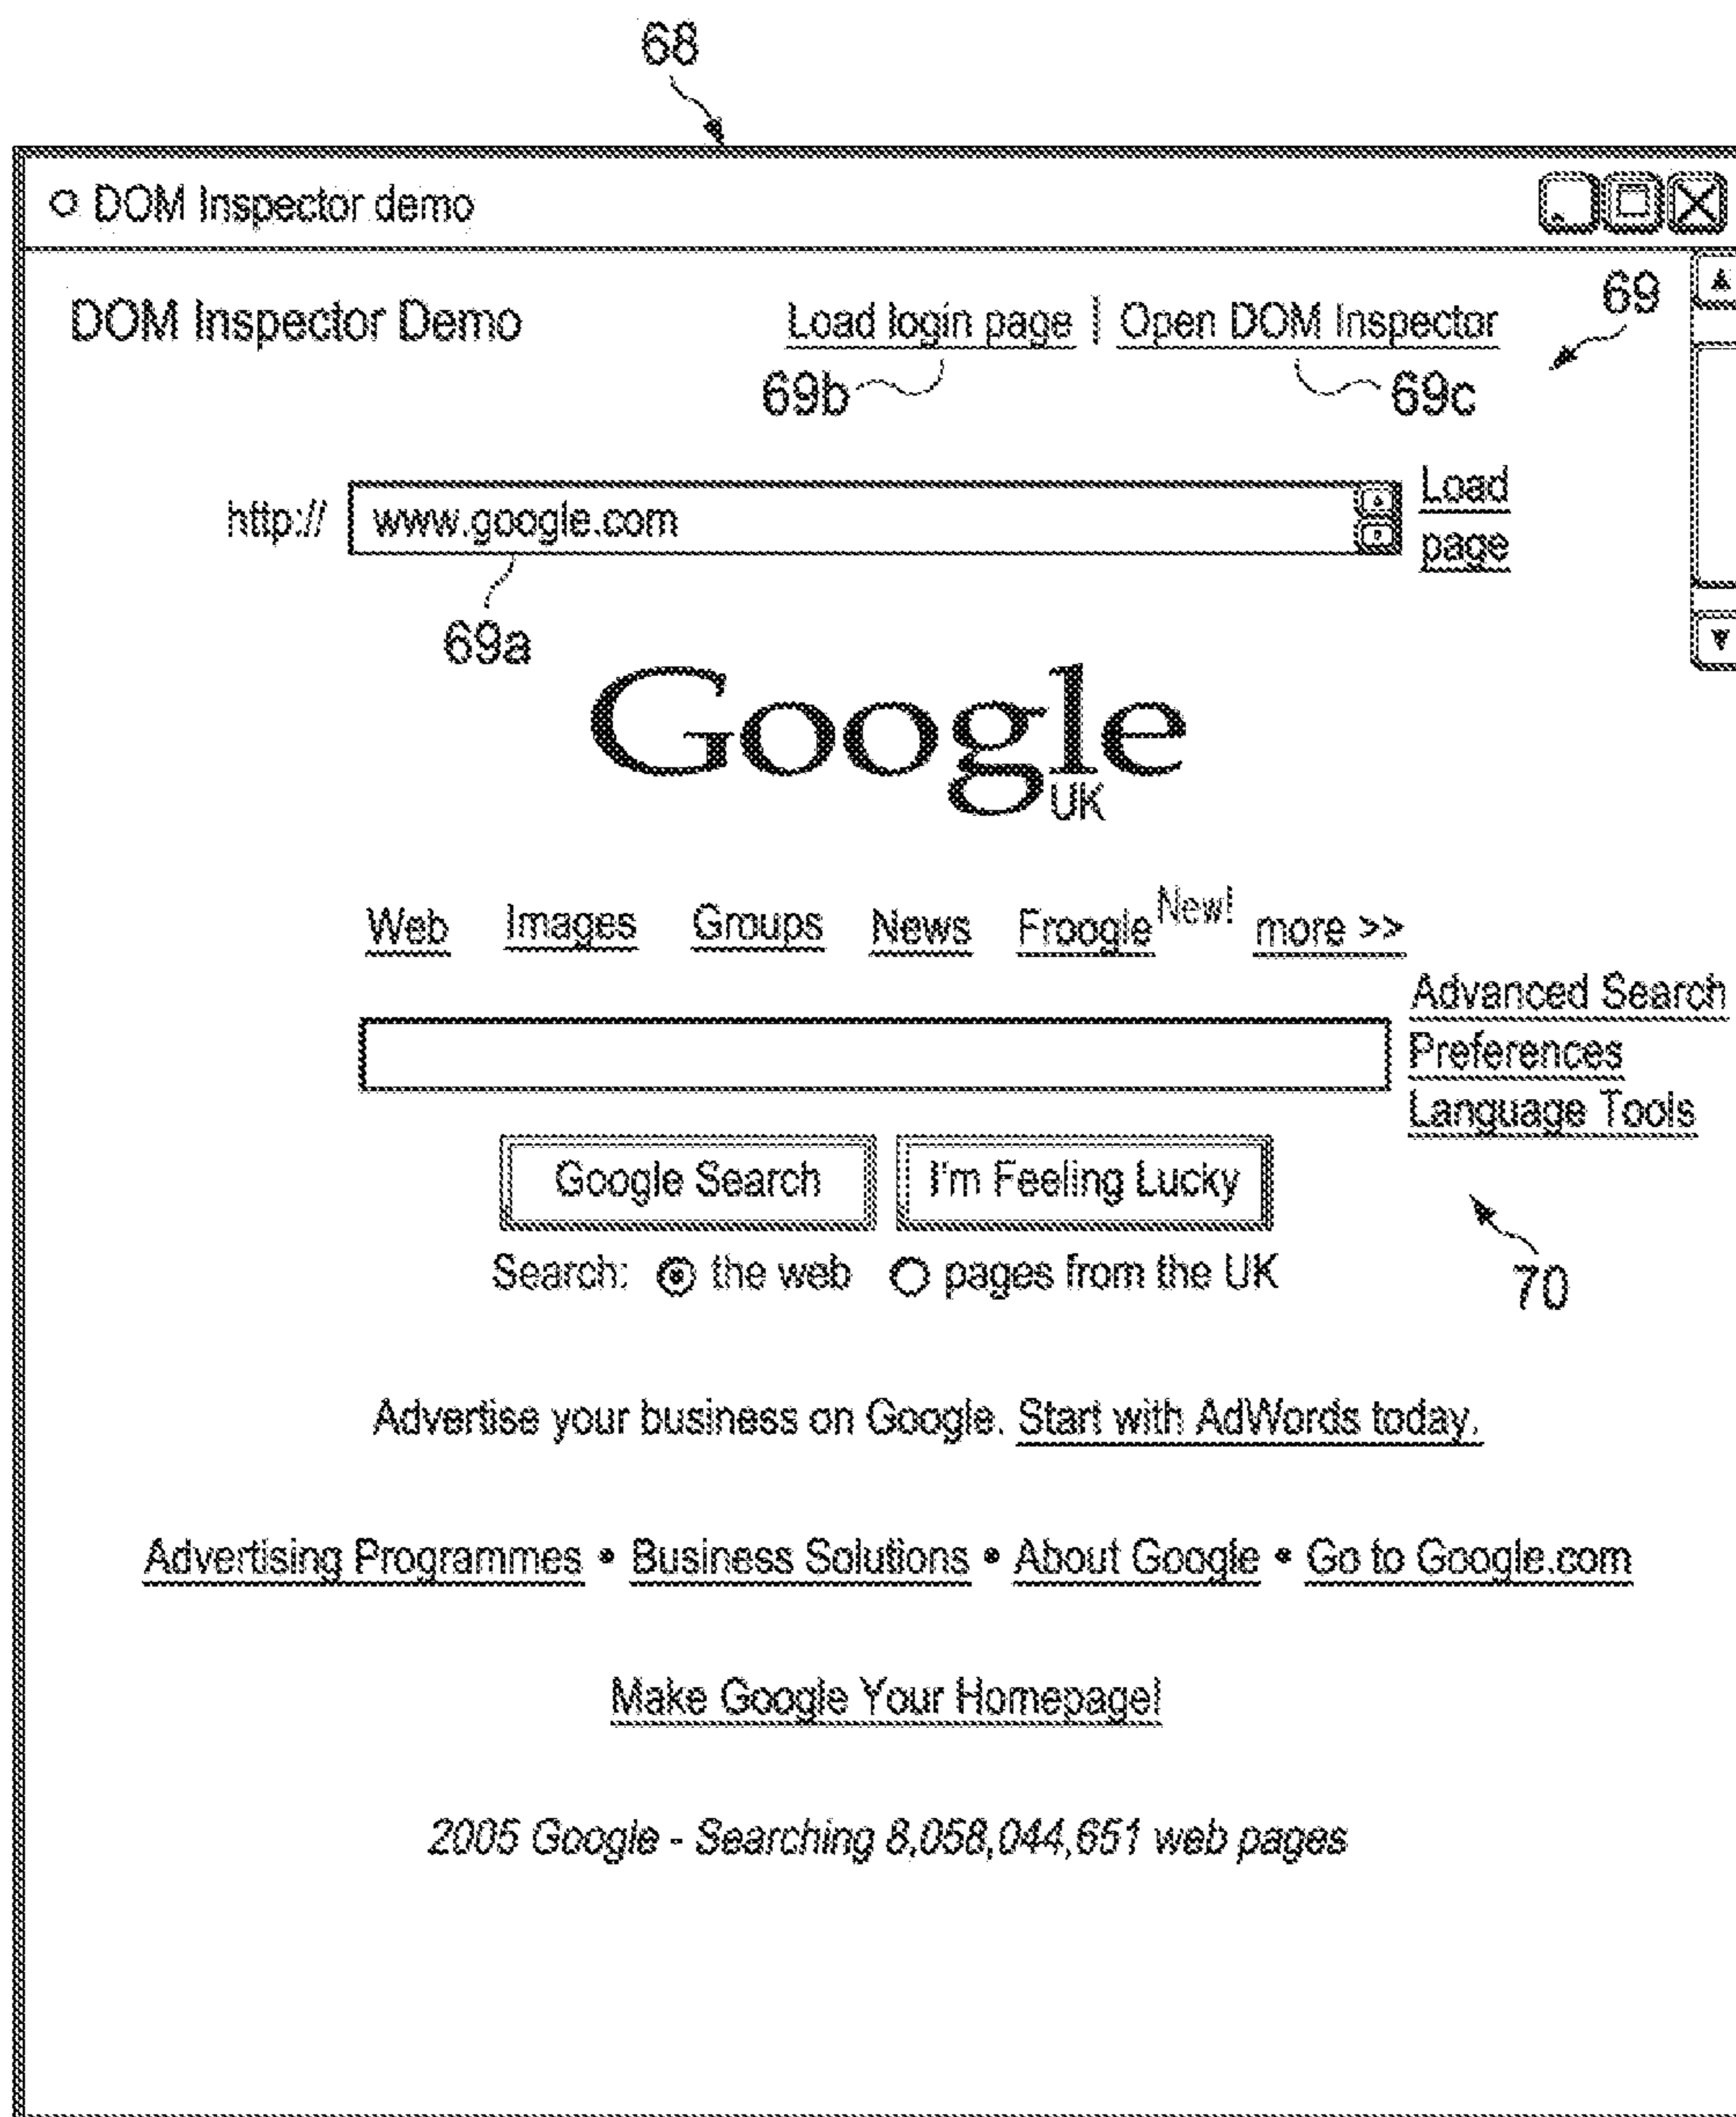 68
DOM Inspector demo
DOM Inspector Demo Load login page | Open DOM Inspector 69
69b 69c
http:// www.google.com Load page
69a
Google
UK
Web Images Groups News Froogle New! more >>
Advanced Search
Preferences
Language Tools
Google Search I'm Feeling Lucky
Search: the web pages from the UK
70
Advertise your business on Google. Start with AdWords today.
Advertising Programmes • Business Solutions • About Google • Go to Google.com
Make Google Your Homepage!
2005 Google - Searching 8,058,044,651 web pages